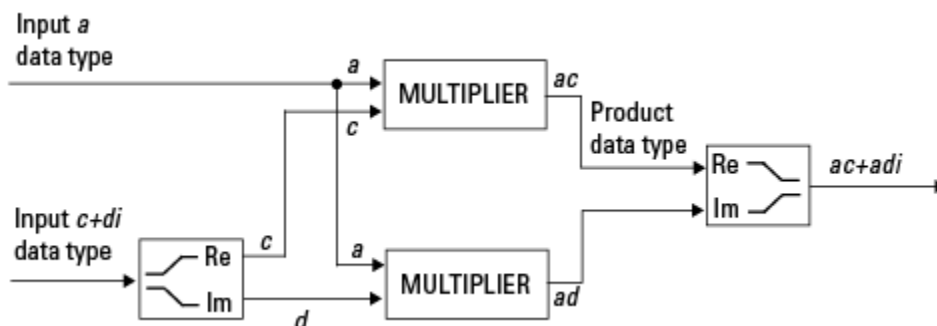 Input a
data type
a
c
MULTIPLIER
ac
Product
data type
Re
Im
ac+adi
Input c+di
data type
Re
Im
c
d
a
MULTIPLIER
ad